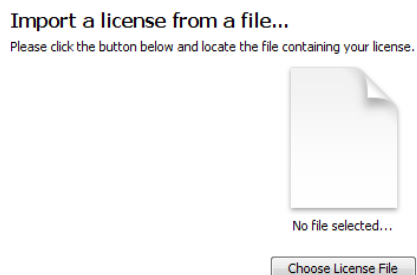 Import a license from a file...
Please click the button below and locate the file containing your license.
No file selected...
Choose License File